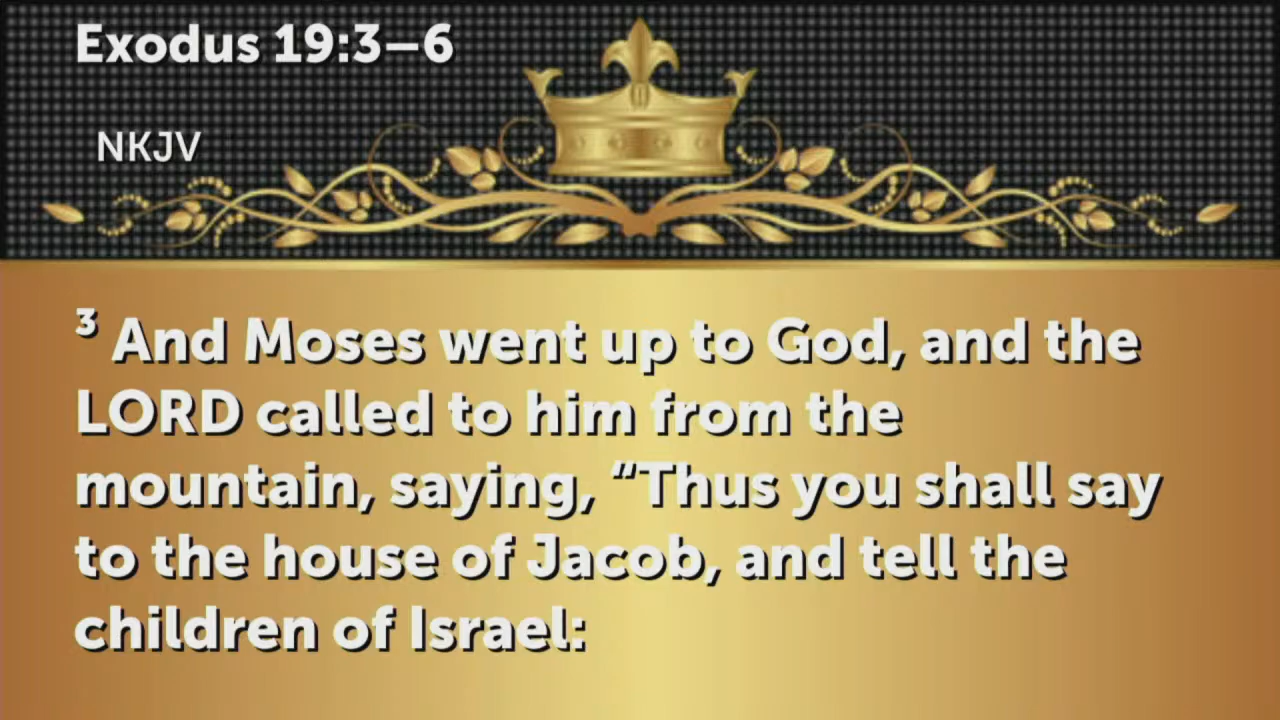 Exodus 19:3–6
NKJV
3 And Moses went up to God, and the
LORD called to him from the
mountain, saying, “Thus you shall say
to the house of Jacob, and tell the
children of Israel: